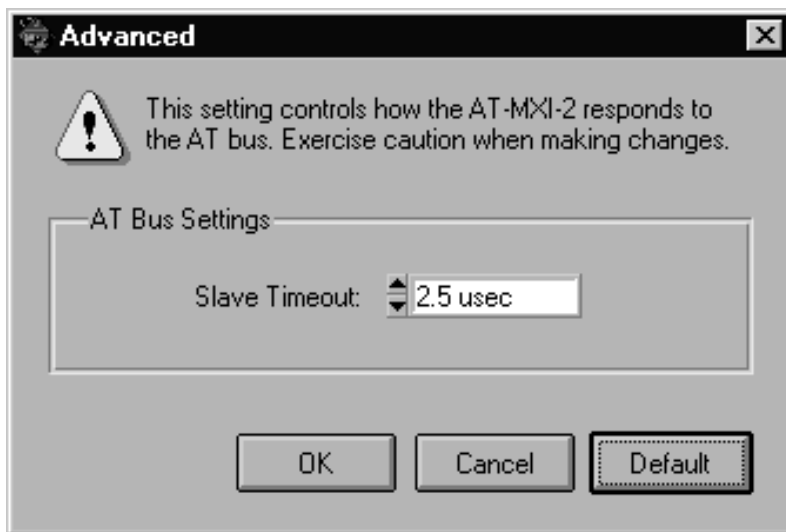 Advanced
This setting controls how the AT-MXI-2 responds to
the AT bus. Exercise caution when making changes.
AT Bus Settings
Slave Timeout: 2.5 usec
OK Cancel Default